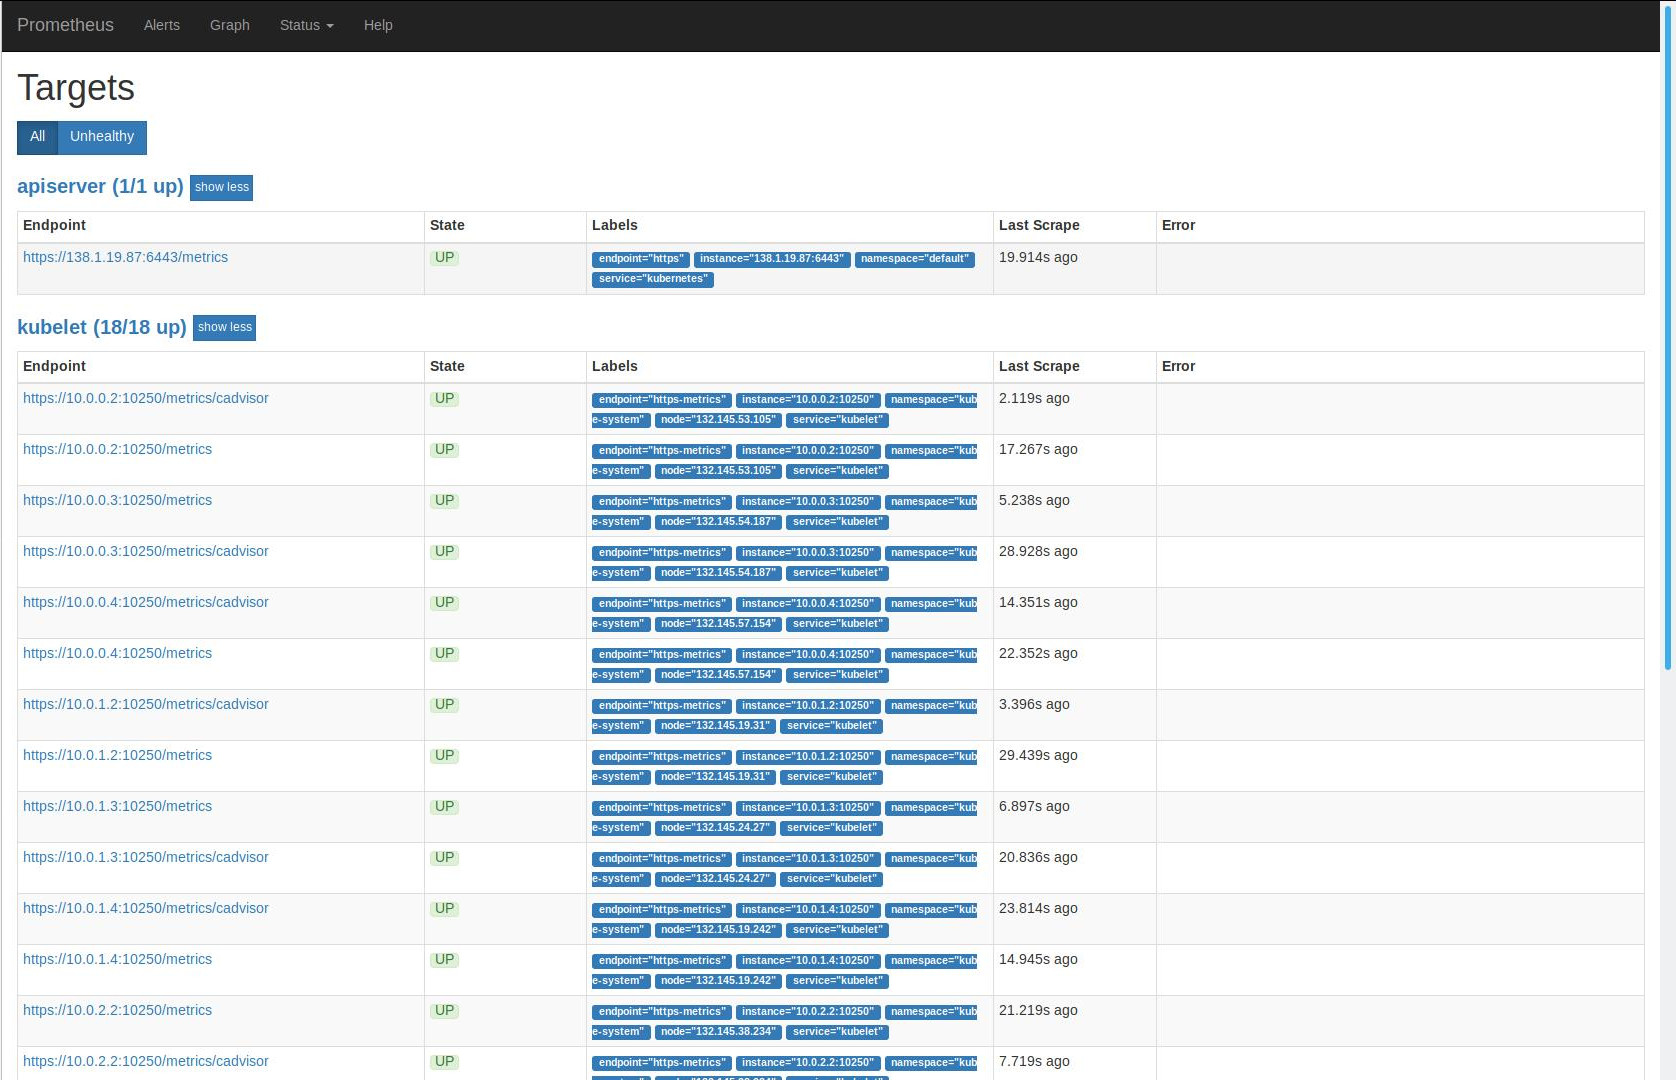 Prometheus Alerts Graph Status Help
Targets
All Unhealthy
apiserver (1/1 up) show less
Endpoint State Labels Last Scrape Error
https://138.1.19.87:6443/metrics UP endpoint="https" instance="138.1.19.87:6443" namespace="default" 19.914s ago
service="kubernetes"
kubelet (18/18 up) show less
Endpoint State Labels Last Scrape Error
https://10.0.0.2:10250/metrics/cadvisor UP endpoint="https-metrics" instance="10.0.0.2:10250" namespace="kub 2.119s ago
e-system" node="132.145.53.105" service="kubelet"
https://10.0.0.2:10250/metrics UP endpoint="https-metrics" instance="10.0.0.2:10250" namespace="kub 17.267s ago
e-system" node="132.145.53.105" service="kubelet"
https://10.0.0.3:10250/metrics UP endpoint="https-metrics" instance="10.0.0.3:10250" namespace="kub 5.238s ago
e-system" node="132.145.54.187" service="kubelet"
https://10.0.0.3:10250/metrics/cadvisor UP endpoint="https-metrics" instance="10.0.0.3:10250" namespace="kub 28.928s ago
e-system" node="132.145.54.187" service="kubelet"
https://10.0.0.4:10250/metrics/cadvisor UP endpoint="https-metrics" instance="10.0.0.4:10250" namespace="kub 14.351s ago
e-system" node="132.145.57.154" service="kubelet"
https://10.0.0.4:10250/metrics UP endpoint="https-metrics" instance="10.0.0.4:10250" namespace="kub 22.352s ago
e-system" node="132.145.57.154" service="kubelet"
https://10.0.1.2:10250/metrics/cadvisor UP endpoint="https-metrics" instance="10.0.1.2:10250" namespace="kub 3.396s ago
e-system" node="132.145.19.31" service="kubelet"
https://10.0.1.2:10250/metrics UP endpoint="https-metrics" instance="10.0.1.2:10250" namespace="kub 29.439s ago
e-system" node="132.145.19.31" service="kubelet"
https://10.0.1.3:10250/metrics UP endpoint="https-metrics" instance="10.0.1.3:10250" namespace="kub 6.897s ago
e-system" node="132.145.24.27" service="kubelet"
https://10.0.1.3:10250/metrics/cadvisor UP endpoint="https-metrics" instance="10.0.1.3:10250" namespace="kub 20.836s ago
e-system" node="132.145.24.27" service="kubelet"
https://10.0.1.4:10250/metrics/cadvisor UP endpoint="https-metrics" instance="10.0.1.4:10250" namespace="kub 23.814s ago
e-system" node="132.145.19.242" service="kubelet"
https://10.0.1.4:10250/metrics UP endpoint="https-metrics" instance="10.0.1.4:10250" namespace="kub 14.945s ago
e-system" node="132.145.19.242" service="kubelet"
https://10.0.2.2:10250/metrics UP endpoint="https-metrics" instance="10.0.2.2:10250" namespace="kub 21.219s ago
e-system" node="132.145.38.234" service="kubelet"
https://10.0.2.2:10250/metrics/cadvisor UP endpoint="https-metrics" instance="10.0.2.2:10250" namespace="kub 7.719s ago